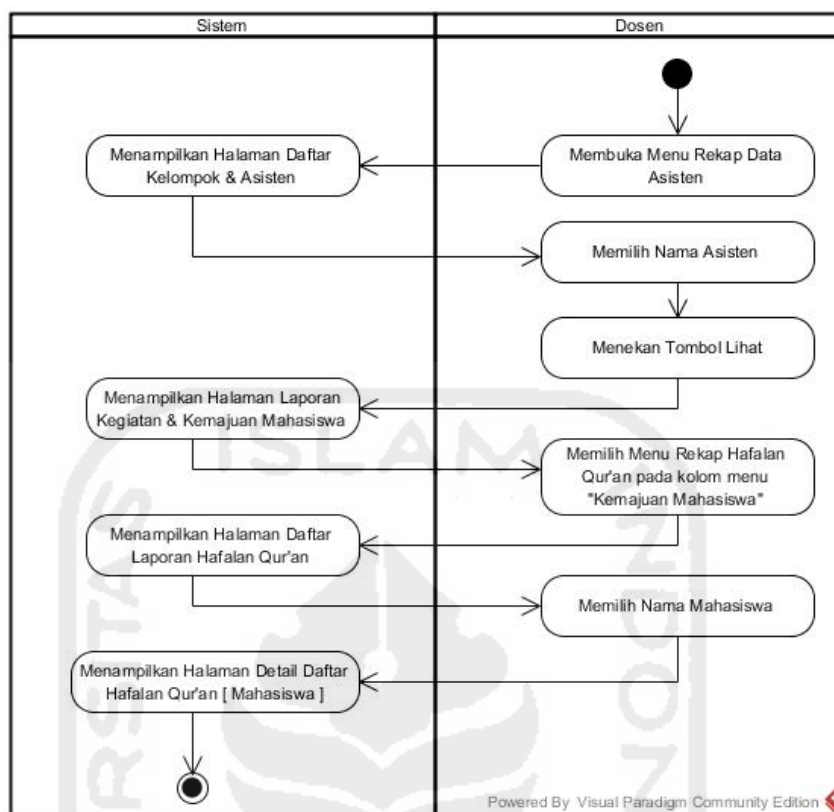 Sistem
Dosen
Membuka Menu Rekap Data
Asisten
Menampilkan Halaman Daftar
Kelompok & Asisten
Memilih Nama Asisten
Menekan Tombol Lihat
Menampilkan Halaman Laporan
Kegiatan & Kemajuan Mahasiswa
Memilih Menu Rekap Hafalan
Qur'an pada kolom menu
"Kemajuan Mahasiswa"
Menampilkan Halaman Daftar
Laporan Hafalan Qur'an
Memilih Nama Mahasiswa
Menampilkan Halaman Detail Daftar
Hafalan Qur'an [ Mahasiswa ]
ISLAM
Powered By Visual Paradigm Community Edition